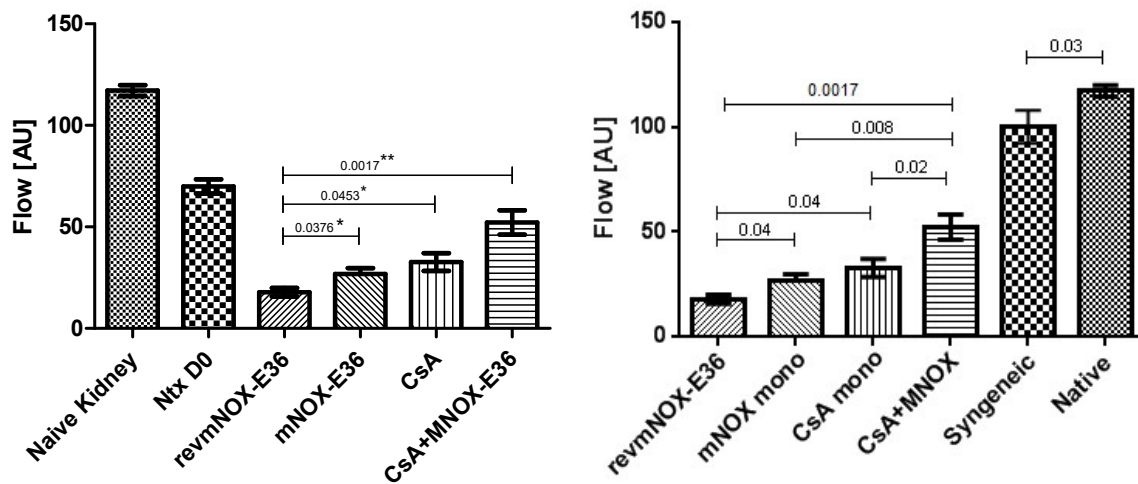 150
100
50
0
Flow [AU]
0.0017**
0.0453*
0.0376*
Naive Kidney
Ntx D0
revmNOX-E36
mNOX-E36
CsA
CsA+MNOX-E36
150
100
50
0
Flow [AU]
0.03
0.0017
0.008
0.02
0.04
0.04
revmNOX-E36
mNOX mono
CsA mono
CsA+MNOX
Syngeneic
Native